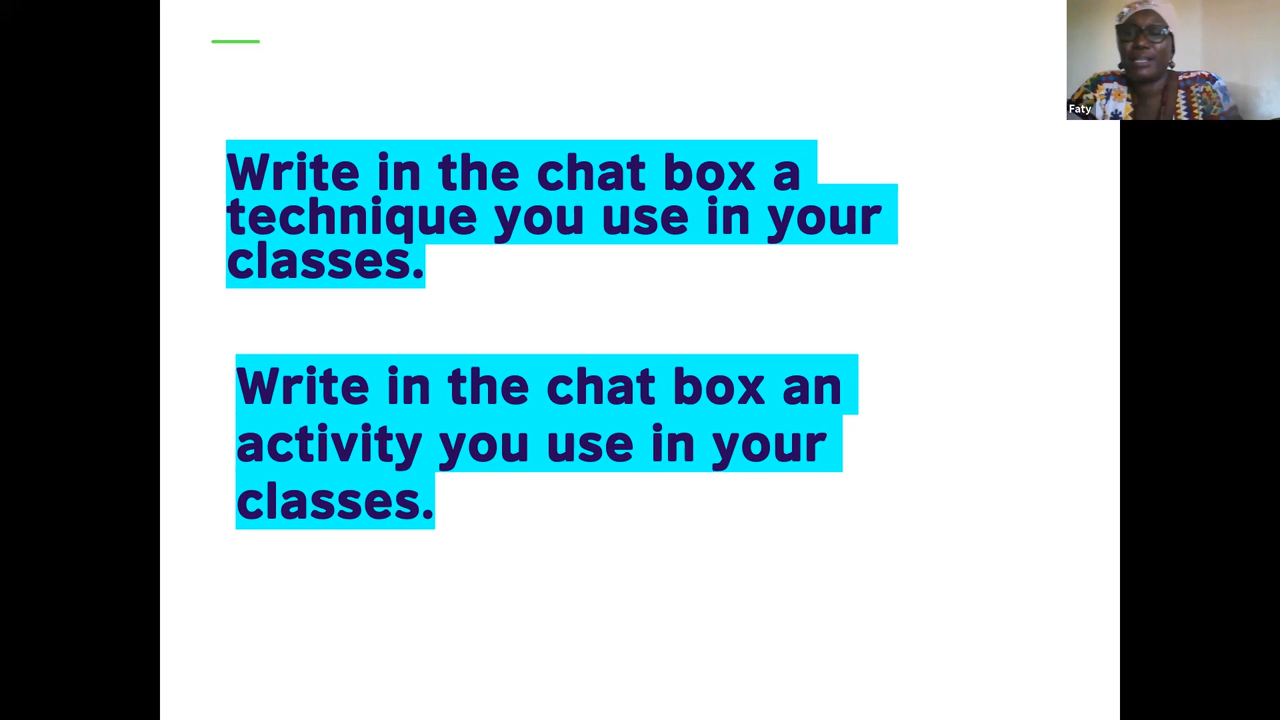 Write in the chat box a
technique you use in your
classes.
Write in the chat box an
activity you use in your
classes.
Faty